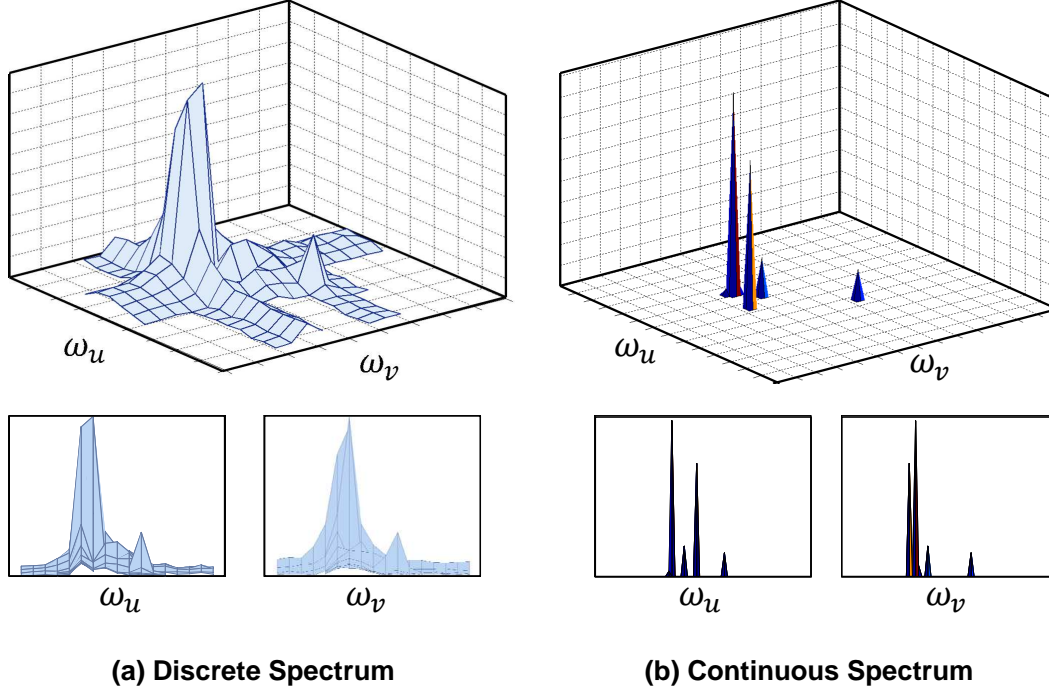 ω_u
ω_v
ω_u
ω_v
ω_u
ω_v
ω_u
ω_v
(a) Discrete Spectrum
(b) Continuous Spectrum